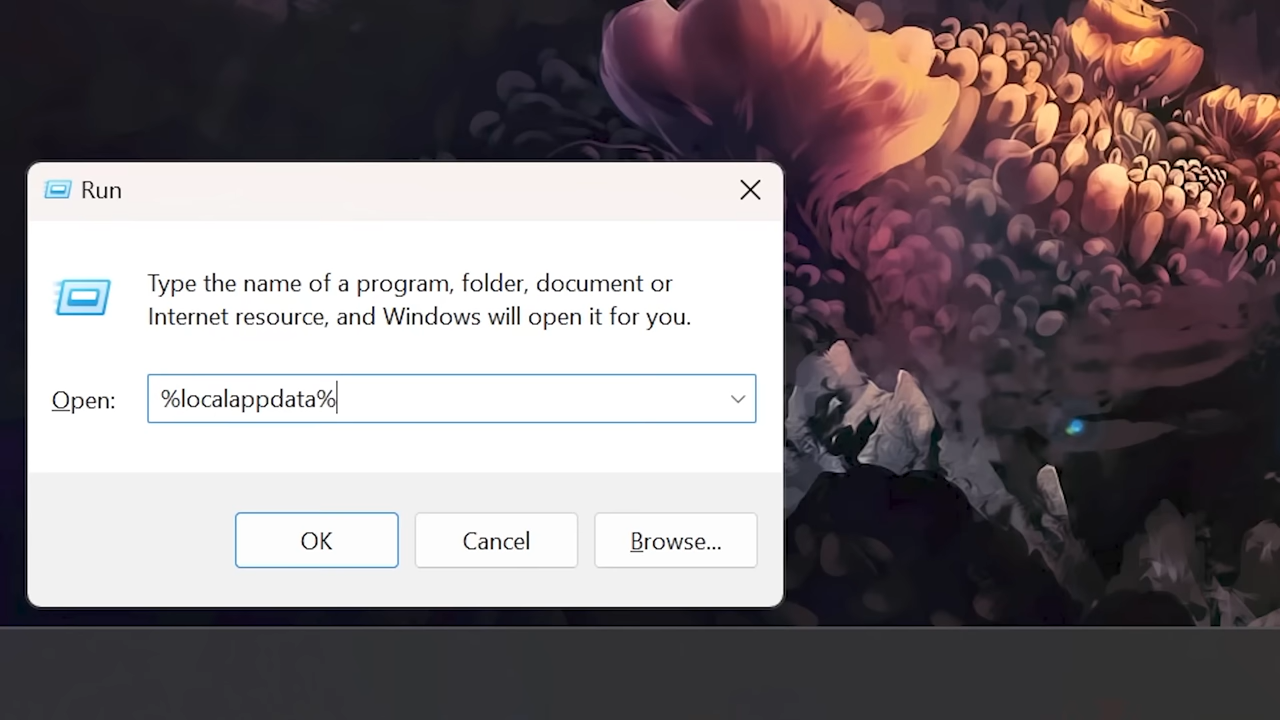 Run
Type the name of a program, folder, document or
Internet resource, and Windows will open it for you.
Open: %localappdata%
OK Cancel Browse...